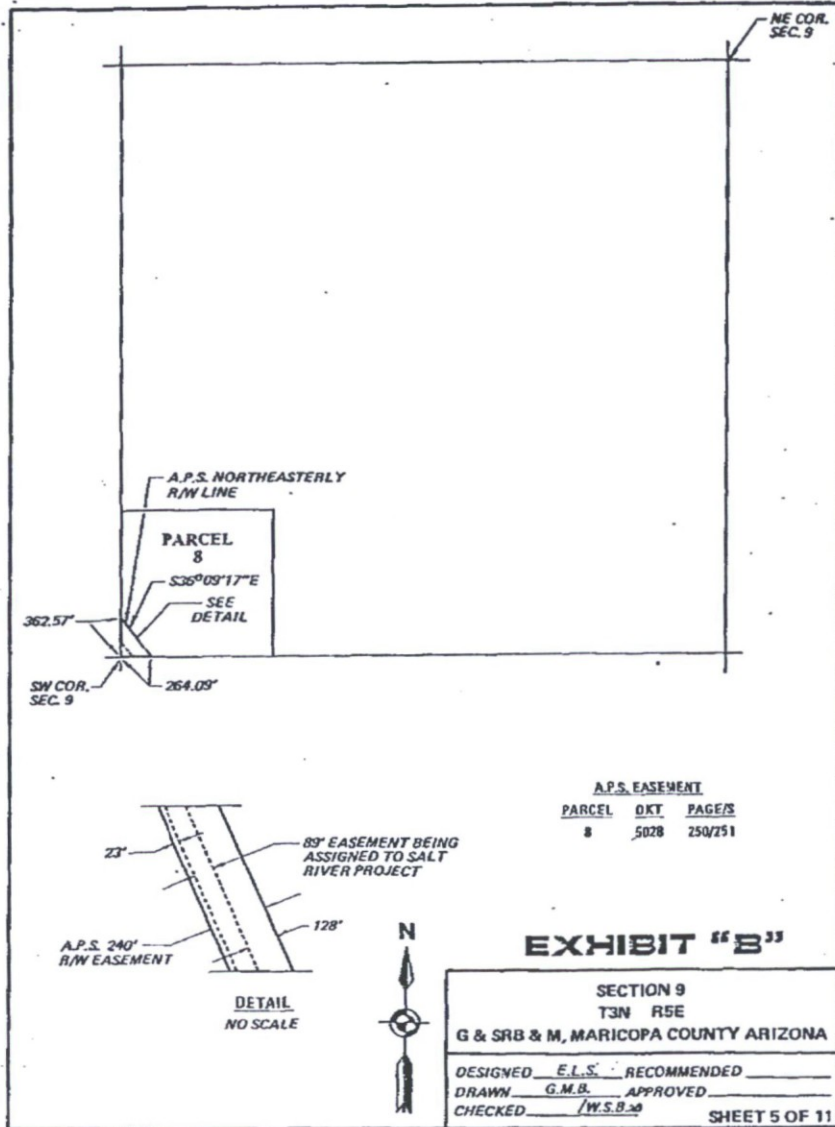 NE COR.
SEC. 9
A.P.S. NORTHEASTERLY
R/W LINE
PARCEL
8
S36°09'17"E
SEE
DETAIL
362.57'
SW COR.
SEC. 9
264.09'
A.P.S. EASEMENT
PARCEL DKT PAGE/S
8 5028 250/251
23'
89' EASEMENT BEING
ASSIGNED TO SALT
RIVER PROJECT
128'
A.P.S. 240'
R/W EASEMENT
DETAIL
NO SCALE
N
EXHIBIT "B"
SECTION 9
T3N R5E
G & SRB & M, MARICOPA COUNTY ARIZONA
DESIGNED E.L.S. RECOMMENDED
DRAWN G.M.B. APPROVED
CHECKED /W.S.B.
SHEET 5 OF 11